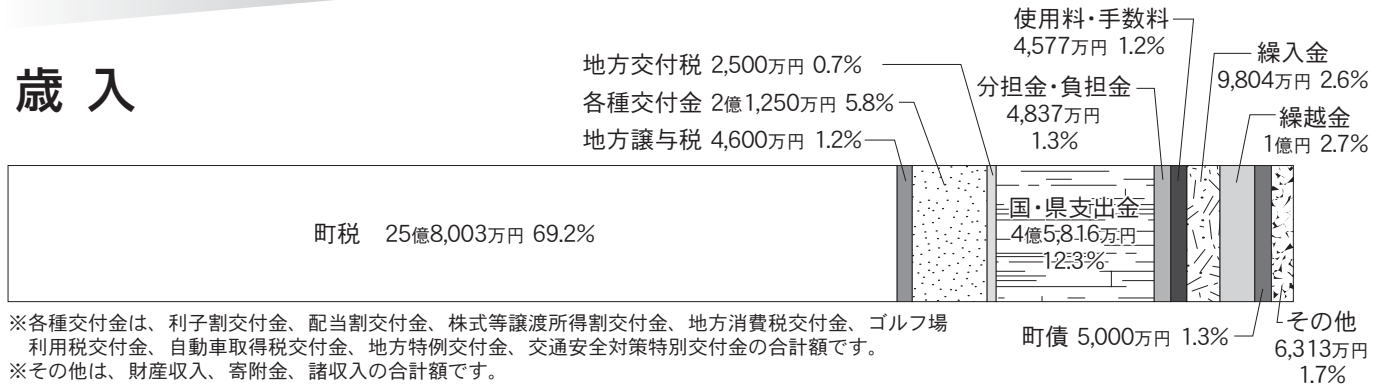 歳入
使用料・手数料
4,577万円 1.2%
地方交付税 2,500万円 0.7%
各種交付金 2億1,250万円 5.8%
地方譲与税 4,600万円 1.2%
分担金・負担金
4,837万円
1.3%
繰入金
9,804万円 2.6%
繰越金
1億円 2.7%
町税 25億8,003万円 69.2%
国・県支出金
4億5,816万円
12.3%
町債 5,000万円 1.3%
その他
6,313万円
1.7%
※各種交付金は、利子割交付金、配当割交付金、株式等譲渡所得割交付金、地方消費税交付金、ゴルフ場
利用税交付金、自動車取得税交付金、地方特例交付金、交通安全対策特別交付金の合計額です。
※その他は、財産収入、寄附金、諸収入の合計額です。